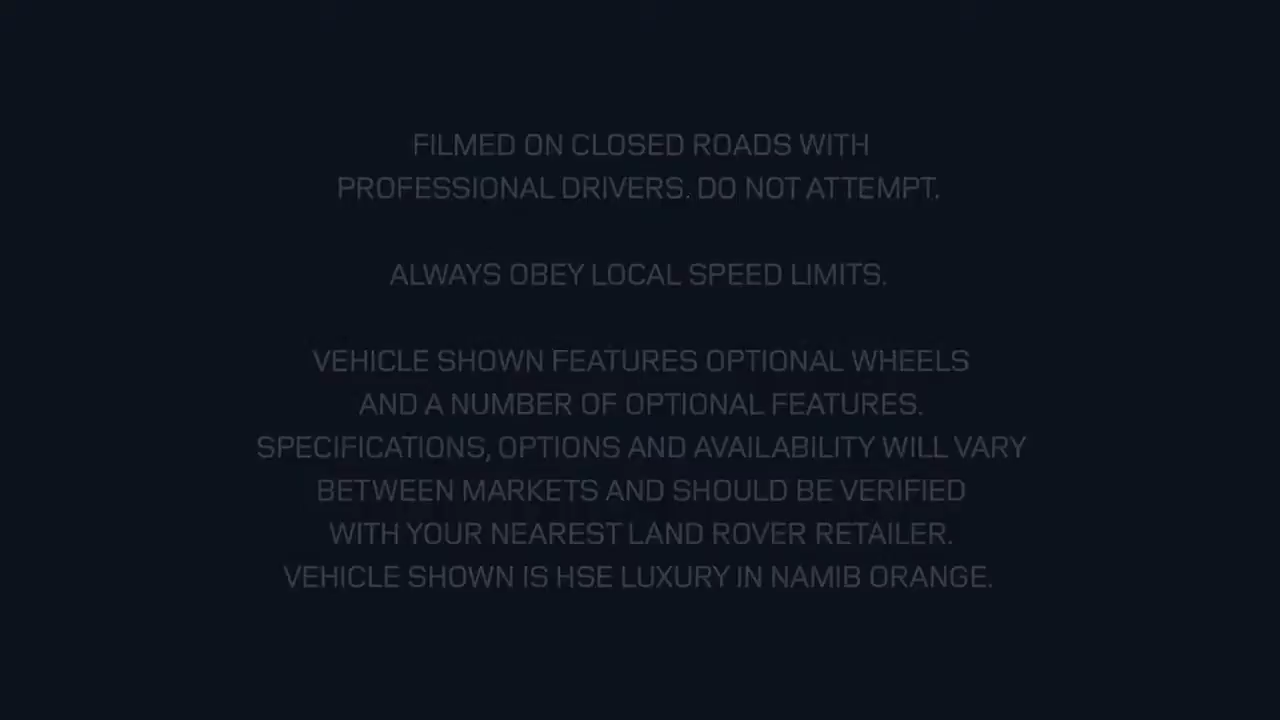 FILMED ON CLOSED ROADS WITH
PROFESSIONAL DRIVERS. DO NOT ATTEMPT.
ALWAYS OBEY LOCAL SPEED LIMITS.
VEHICLE SHOWN FEATURES OPTIONAL WHEELS
AND A NUMBER OF OPTIONAL FEATURES.
SPECIFICATIONS, OPTIONS AND AVAILABILITY WILL VARY
BETWEEN MARKETS AND SHOULD BE VERIFIED
WITH YOUR NEAREST LAND ROVER RETAILER.
VEHICLE SHOWN IS HSE LUXURY IN NAMIB ORANGE.